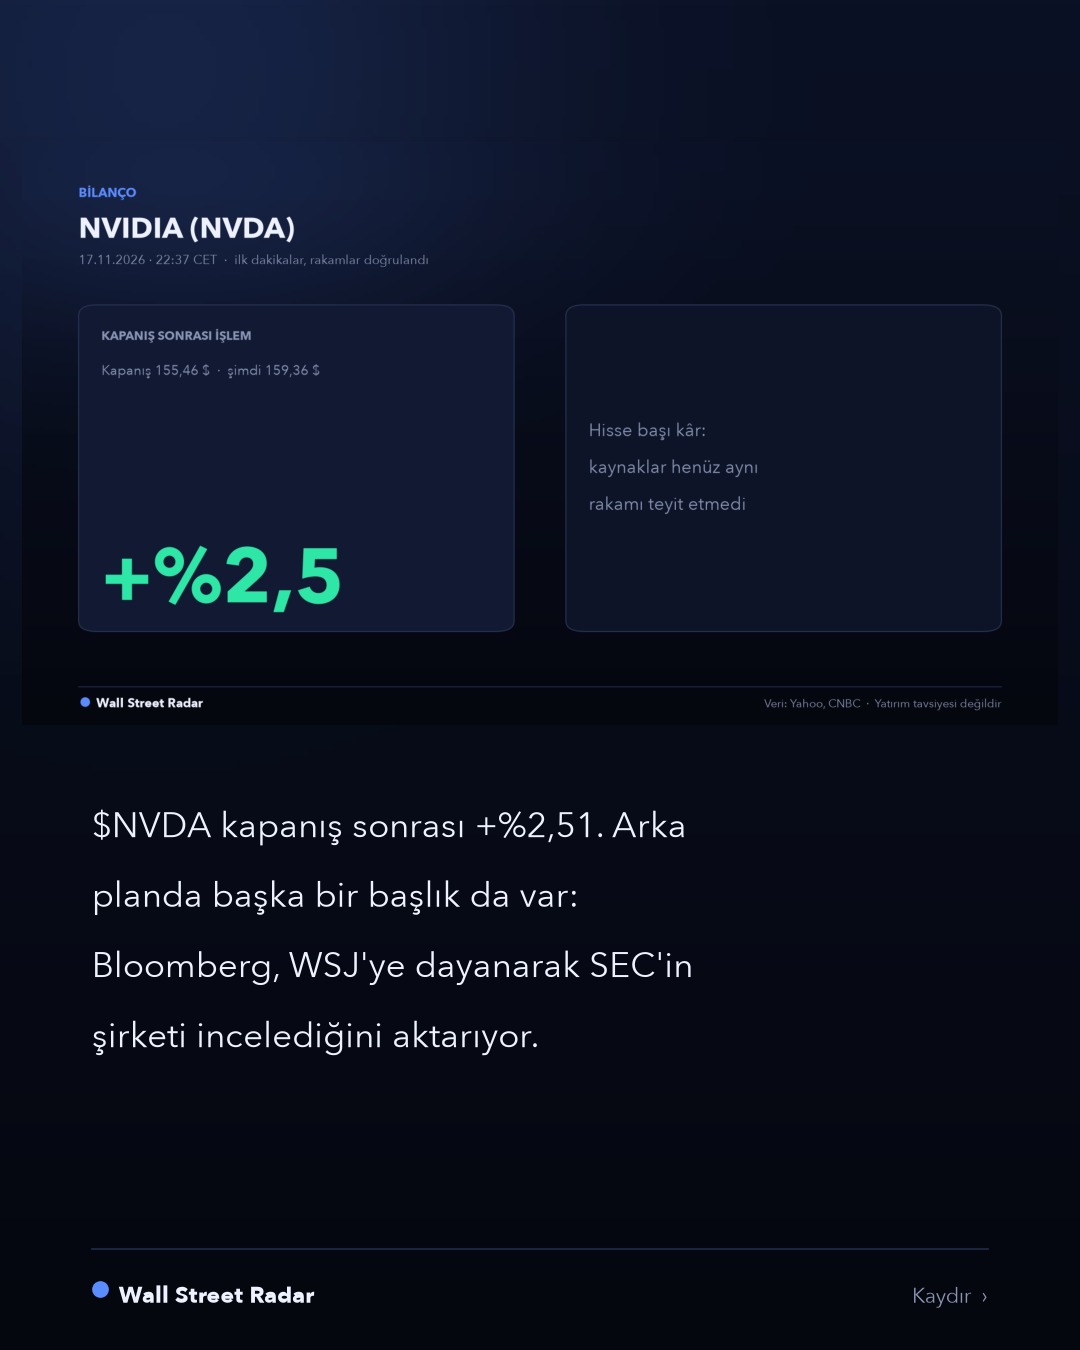 BİLANÇO
NVIDIA (NVDA)
17.11.2026 · 22:37 CET · ilk dakikalar, rakamlar doğrulandı
KAPANIŞ SONRASI İŞLEM
Kapanış 155,46 $ · şimdi 159,36 $
+%2,5
Hisse başı kâr:
kaynaklar henüz aynı
rakamı teyit etmedi
Wall Street Radar
Veri: Yahoo, CNBC · Yatırım tavsiyesi değildir
$NVDA kapanış sonrası +%2,51. Arka
planda başka bir başlık da var:
Bloomberg, WSJ'ye dayanarak SEC'in
şirketi incelediğini aktarıyor.
Wall Street Radar
Kaydır ›